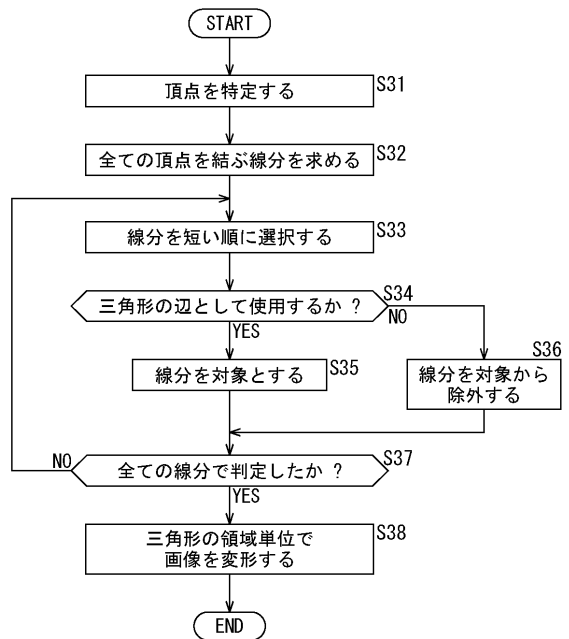 START
頂点を特定する
S31
全ての頂点を結ぶ線分を求める
S32
線分を短い順に選択する
S33
三角形の辺として使用するか ?
S34
NO
YES
線分を対象とする
S35
線分を対象から
除外する
S36
NO
全ての線分で判定したか ?
S37
YES
三角形の領域単位で
画像を変形する
S38
END